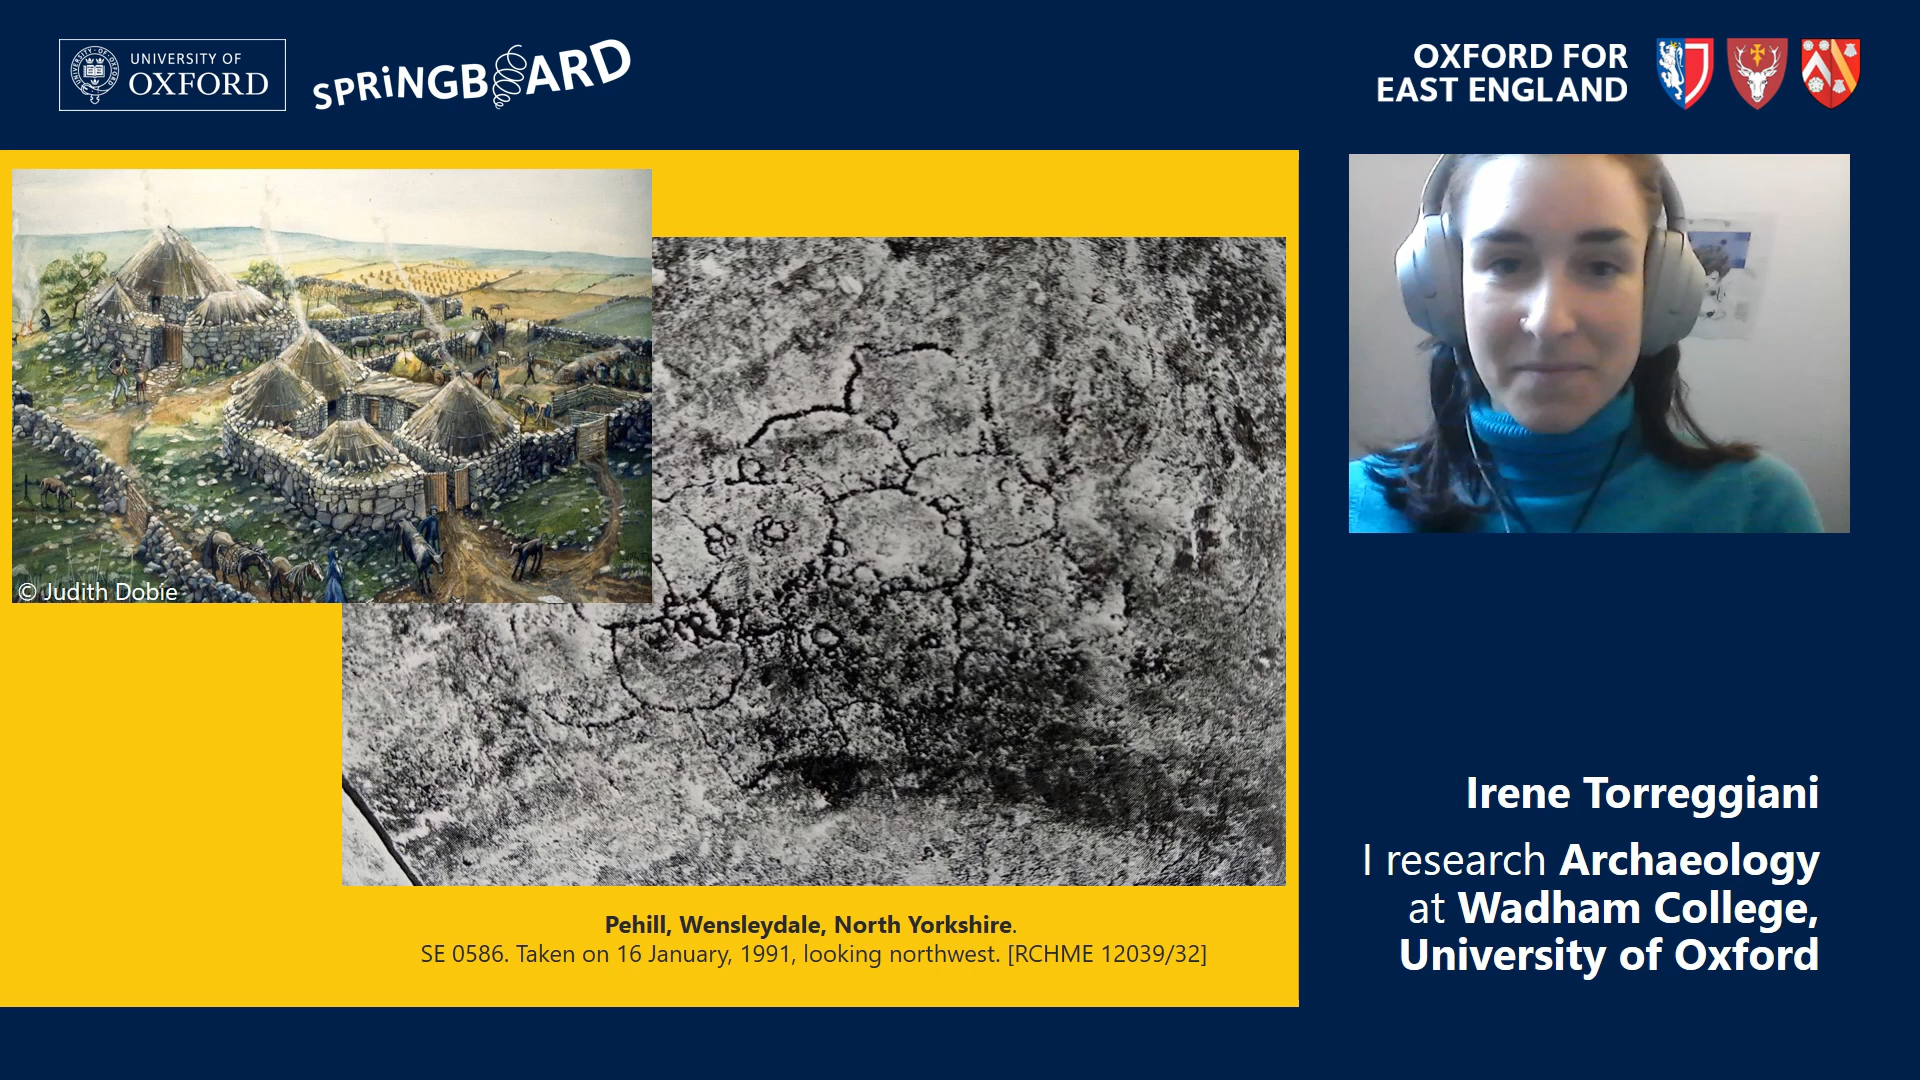 UNIVERSITY OF
OXFORD
SPRiNGBOARD
OXFORD FOR
EAST ENGLAND
© Judith Dobie
Pehill, Wensleydale, North Yorkshire.
SE 0586. Taken on 16 January, 1991, looking northwest. [RCHME 12039/32]
Irene Torreggiani
I research Archaeology
at Wadham College,
University of Oxford